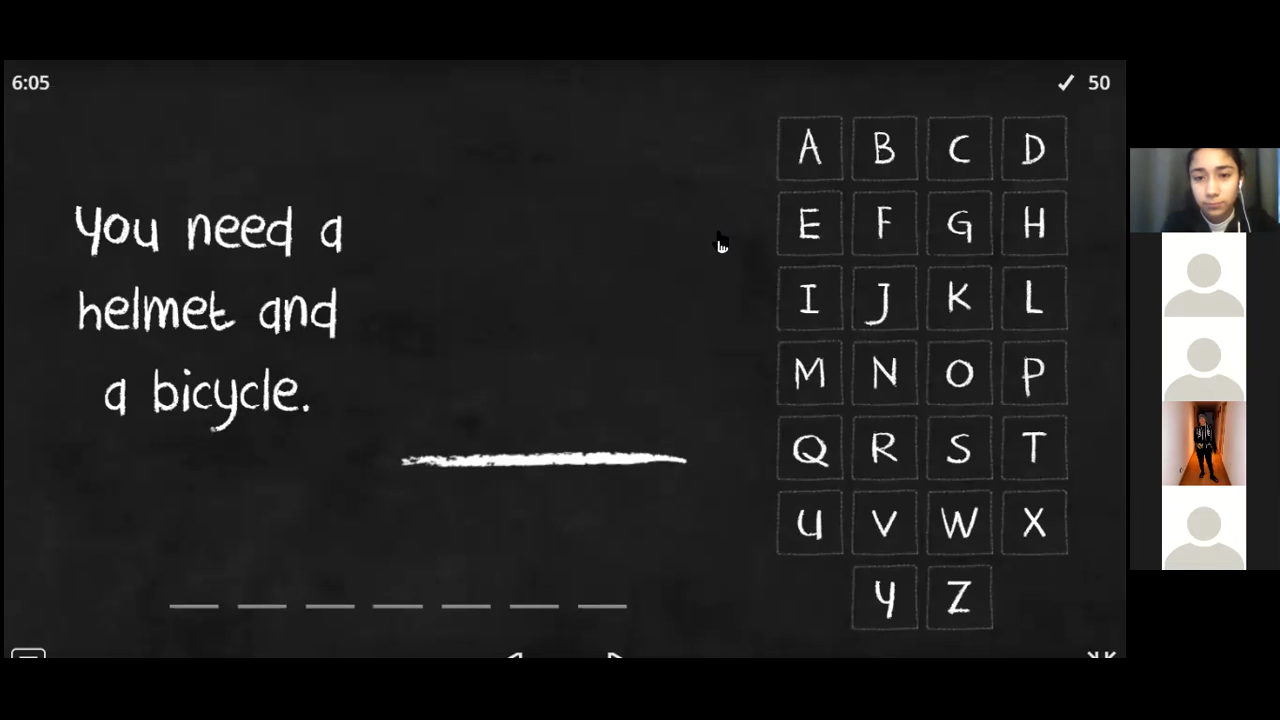 6:05
50
You need a
helmet and
a bicycle.
A B C D
E F G H
I J K L
M N O P
Q R S T
U V W X
Y Z